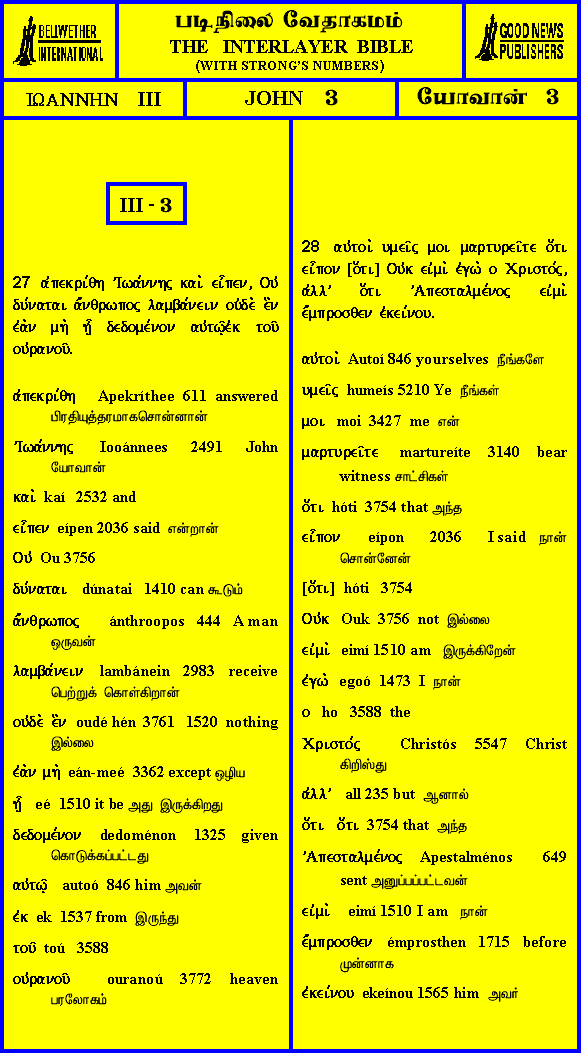 BELLWETHER
INTERNATIONAL
படிநிலை வேதாகமம்
THE INTERLAYER BIBLE
(WITH STRONG'S NUMBERS)
GOOD NEWS
PUBLISHERS
ΙΩΑΝΝΗΝ III
JOHN 3
யோவான் 3
III - 3
27 ἀπεκρίθη Ἰωάννης καὶ εἶπεν, Οὐ
δύναται ἄνθρωπος λαμβάνειν οὐδὲ ἓν
ἐὰν μὴ ᾖ δεδομένον αὐτῷἐκ τοῦ
οὐρανοῦ.
ἀπεκρίθη Apekríthee 611 answered
பிரதியுத்தரமாகசொன்னான்
Ἰωάννης Iooánnees 2491 John
யோவான்
καὶ kaí 2532 and
εἶπεν eípen 2036 said என்றான்
Οὐ Ou 3756
δύναται dúnatai 1410 can கூடும்
ἄνθρωπος ánthroopos 444 A man
ஒருவன்
λαμβάνειν lambánein 2983 receive
பெற்றுக் கொள்கிறான்
οὐδὲ ἓν oudé hén 3761 1520 nothing
இல்லை
ἐὰν μὴ eán-meé 3362 except ஒழிய
ᾖ eé 1510 it be அது இருக்கிறது
δεδομένον dedoménon 1325 given
கொடுக்கப்பட்டது
αὐτῷ autoó 846 him அவன்
ἐκ ek 1537 from இருந்து
τοῦ toú 3588
οὐρανοῦ ouranoú 3772 heaven
பரலோகம்
28 αὐτοὶ υμεῖς μοι μαρτυρεῖτε ὅτι
εἶπον [ὅτι] Οὐκ εἰμὶ ἐγὼ ο Χριστός,
ἀλλ' ὅτι Ἀπεσταλμένος εἰμὶ
ἔμπροσθεν ἐκείνου.
αὐτοὶ Autoí 846 yourselves நீங்களே
υμεῖς humeís 5210 Ye நீங்கள்
μοι moi 3427 me என்
μαρτυρεῖτε martureíte 3140 bear
witness சாட்சிகள்
ὅτι hóti 3754 that அந்த
εἶπον eípon 2036 I said நான்
சொன்னேன்
[ὅτι] hóti 3754
Οὐκ Ouk 3756 not இல்லை
εἰμὶ eimí 1510 am இருக்கிறேன்
ἐγὼ egoó 1473 I நான்
ο ho 3588 the
Χριστός Christós 5547 Christ
கிறிஸ்து
ἀλλ' all 235 but ஆனால்
ὅτι ὅτι 3754 that அந்த
Ἀπεσταλμένος Apestalménos 649
sent அனுப்பப்பட்டவன்
εἰμὶ eimí 1510 I am நான்
ἔμπροσθεν émprosthen 1715 before
முன்னாக
ἐκείνου ekeínou 1565 him அவர்